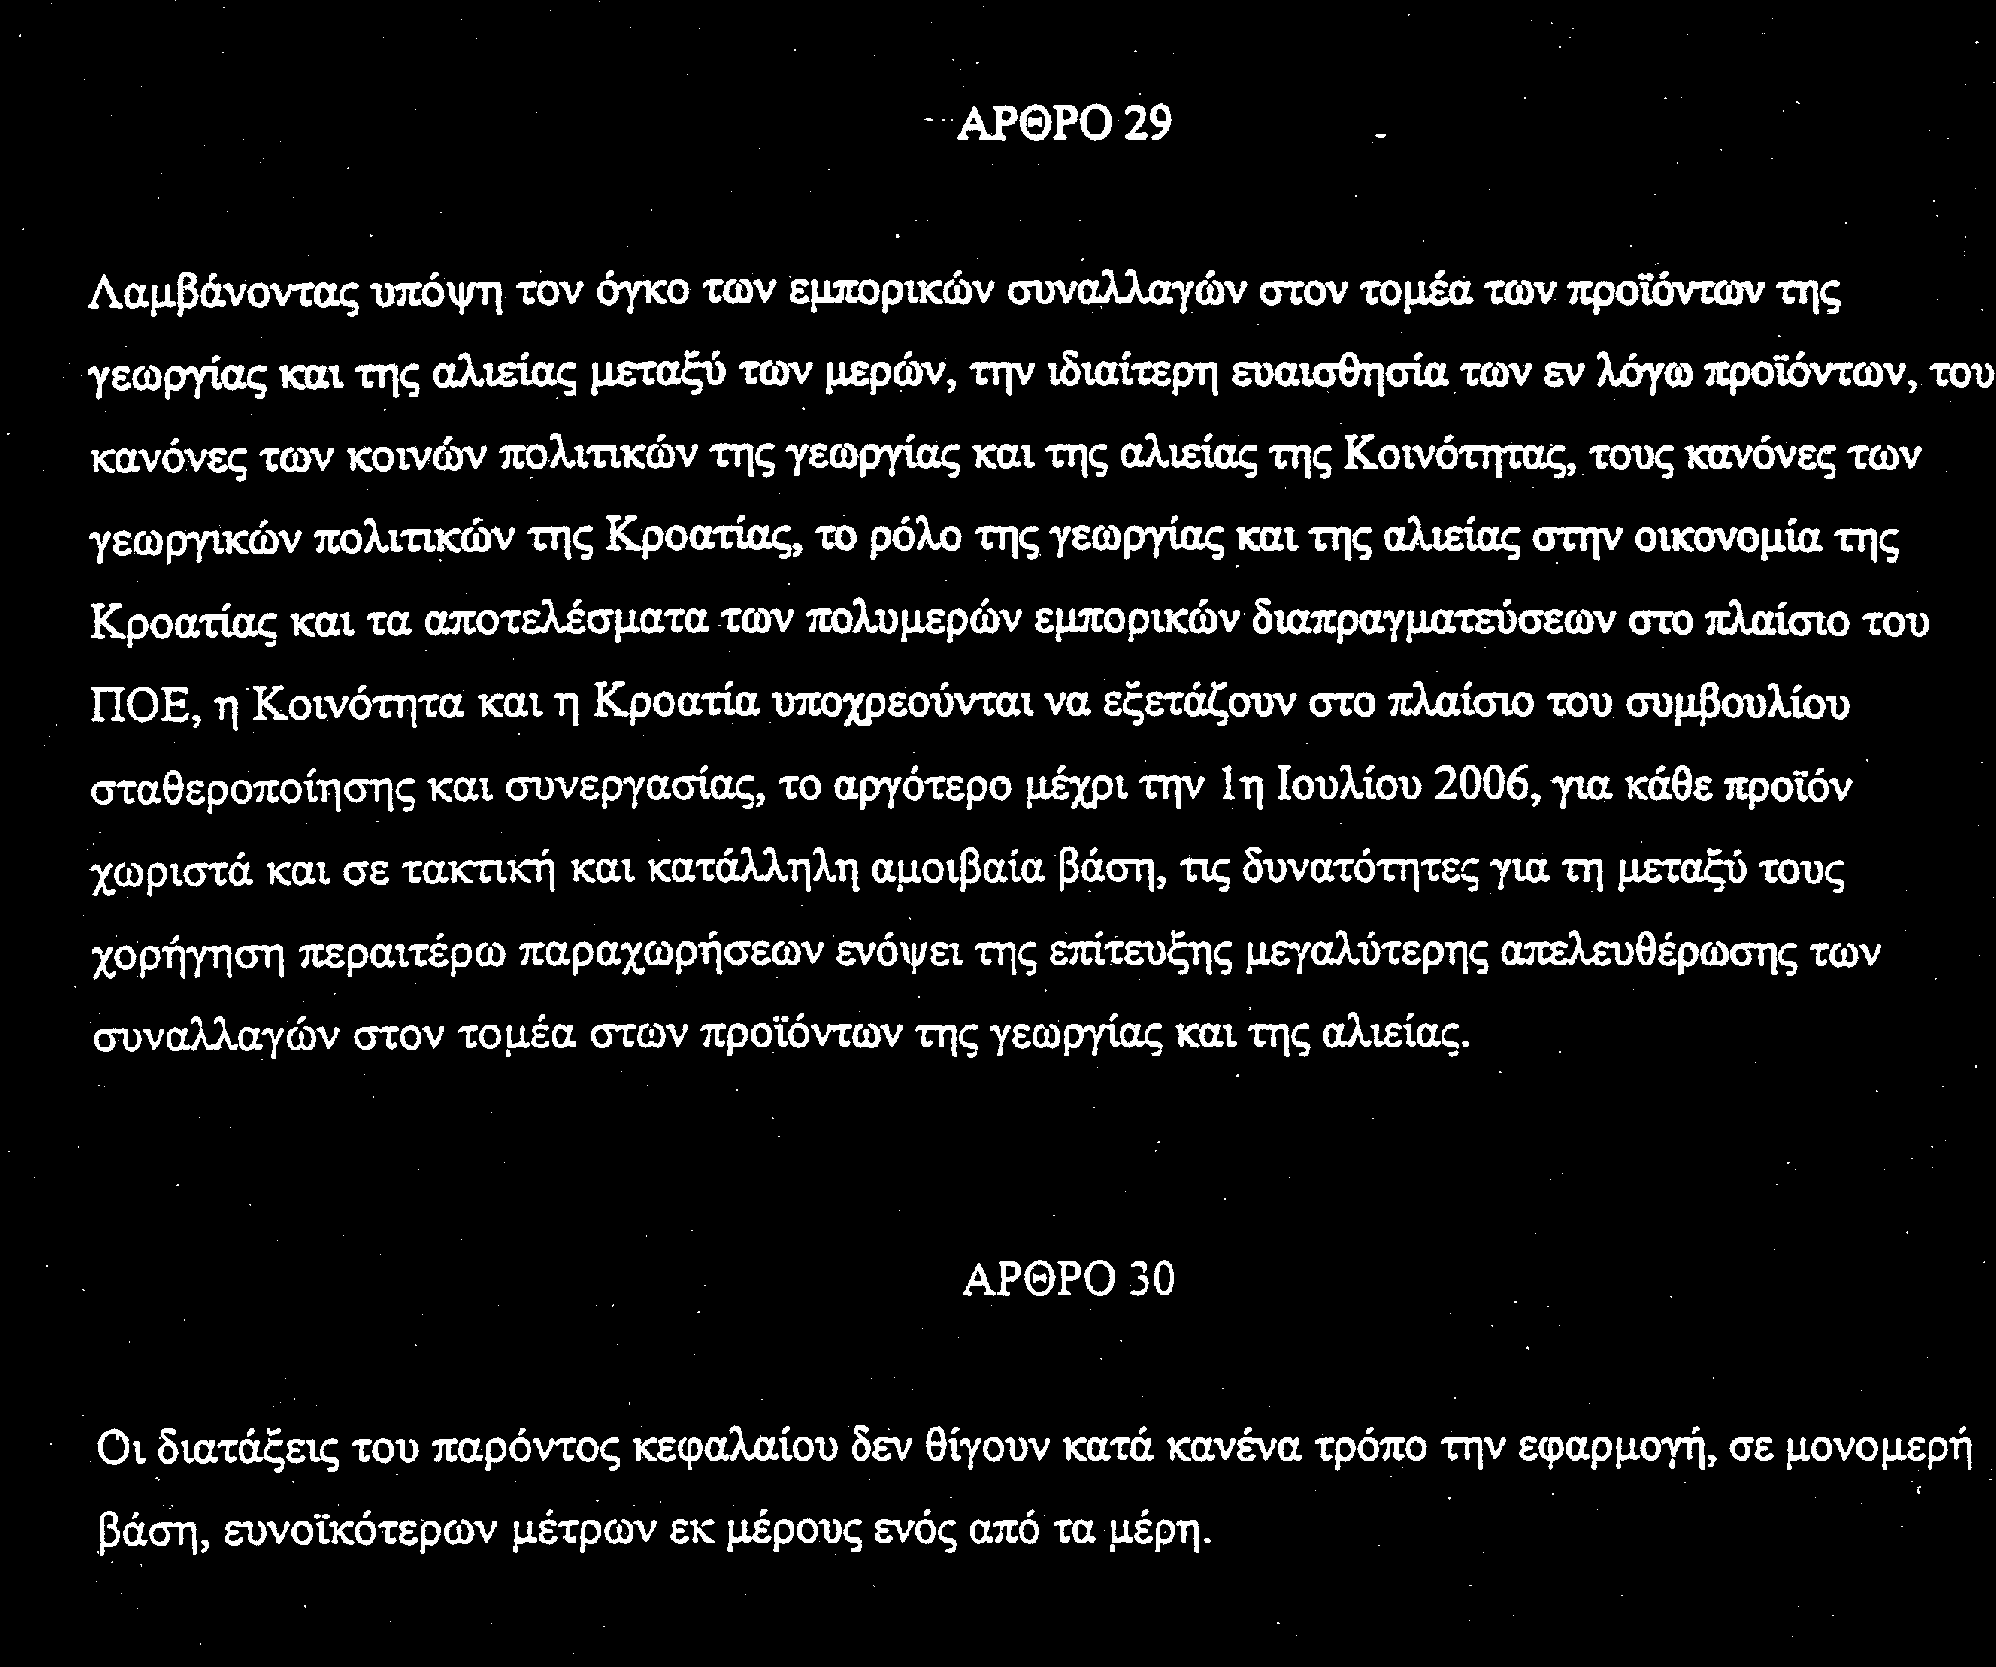 ΑΡΘΡΟ 29
Λαμβάνοντας υπόψη τον όγκο των εμπορικών συναλλαγών στον τομέα των προϊόντων της
γεωργίας και της αλιείας μεταξύ των μερών, την ιδιαίτερη ευαισθησία των εν λόγω προϊόντων, του
κανόνες των κοινών πολιτικών της γεωργίας και της αλιείας της Κοινότητας, τους κανόνες των
γεωργικών πολιτικών της Κροατίας, το ρόλο της γεωργίας και της αλιείας στην οικονομία της
Κροατίας και τα αποτελέσματα των πολυμερών εμπορικών διαπραγματεύσεων στο πλαίσιο του
ΠΟΕ, η Κοινότητα και η Κροατία υποχρεούνται να εξετάζουν στο πλαίσιο του συμβουλίου
σταθεροποίησης και συνεργασίας, το αργότερο μέχρι την 1η Ιουλίου 2006, για κάθε προϊόν
χωριστά και σε τακτική και κατάλληλη αμοιβαία βάση, τις δυνατότητες για τη μεταξύ τους
χορήγηση περαιτέρω παραχωρήσεων ενόψει της επίτευξης μεγαλύτερης απελευθέρωσης των
συναλλαγών στον τομέα στων προϊόντων της γεωργίας και της αλιείας.
ΑΡΘΡΟ 30
Οι διατάξεις του παρόντος κεφαλαίου δεν θίγουν κατά κανένα τρόπο την εφαρμογή, σε μονομερή
βάση, ευνοϊκότερων μέτρων εκ μέρους ενός από τα μέρη.